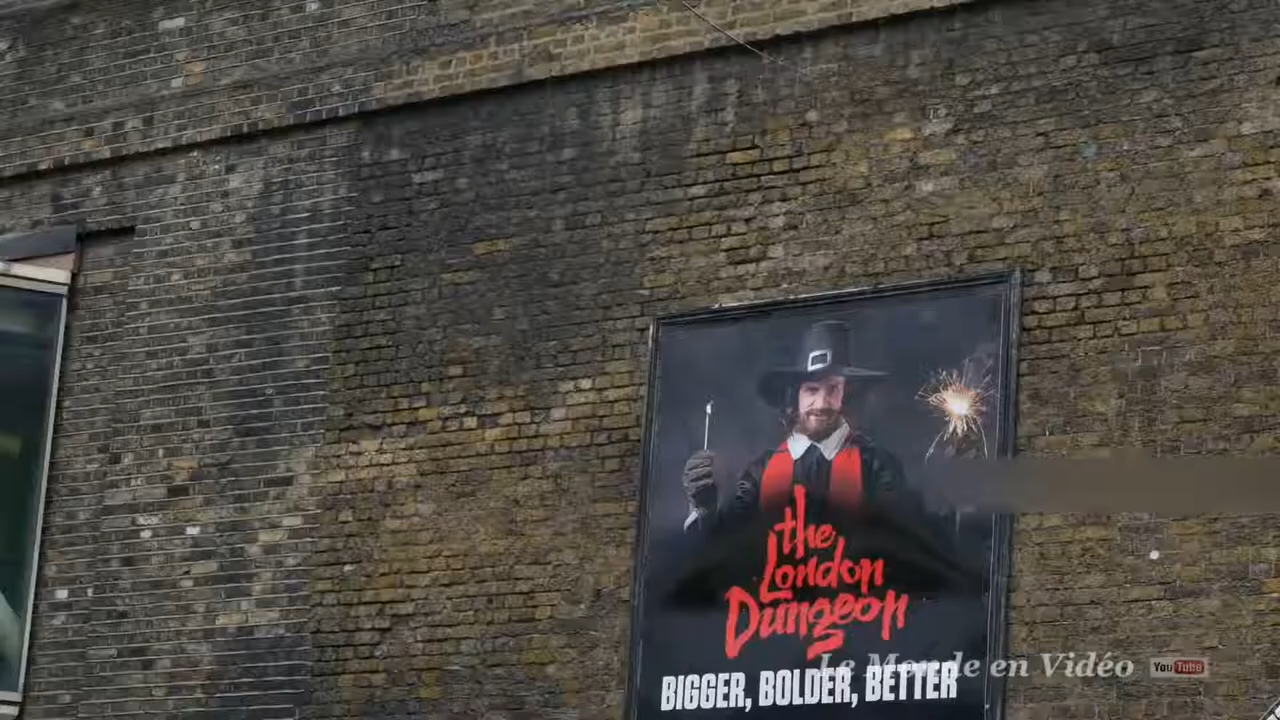 the
London
Dungeon
BIGGER, BOLDER, BETTER
Le Monde en Vidéo YouTube